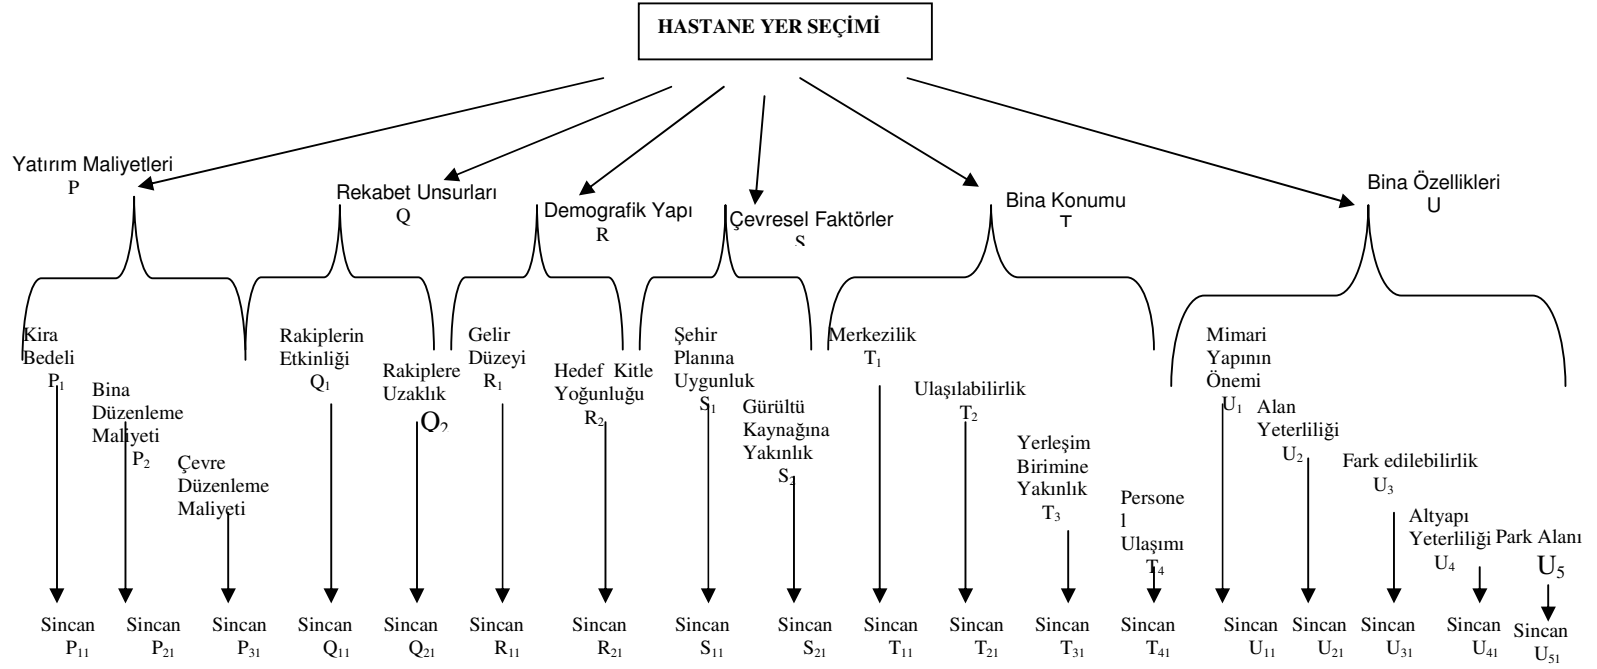 HASTANE YER SEÇİMİ
Yatırım Maliyetleri
P
Rekabet Unsurları
Q
Demografik Yapı
R
Çevresel Faktörler
S
Bina Konumu
T
Bina Özellikleri
U
Kira
Bedeli
P1
Bina
Düzenleme
Maliyeti
P2
Çevre
Düzenleme
Maliyeti
Rakiplerin
Etkinliği
Q1
Rakiplere
Uzaklık
Q2
Gelir
Düzeyi
R1
Hedef Kitle
Yoğunluğu
R2
Şehir
Planına
Uygunluk
S1
Gürültü
Kaynağına
Yakınlık
S2
Merkezilik
T1
Ulaşılabilirlik
T2
Yerleşim
Birimine
Yakınlık
T3
Persone
l
Ulaşımı
T4
Mimari
Yapının
Önemi
U1
Alan
Yeterliliği
U2
Fark edilebilirlik
U3
Altyapı
Yeterliliği
U4
Park Alanı
U5
Sincan
P11
Sincan
P21
Sincan
P31
Sincan
Q11
Sincan
Q21
Sincan
R11
Sincan
R21
Sincan
S11
Sincan
S21
Sincan
T11
Sincan
T21
Sincan
T31
Sincan
T41
Sincan
U11
Sincan
U21
Sincan
U31
Sincan
U41
Sincan
U51